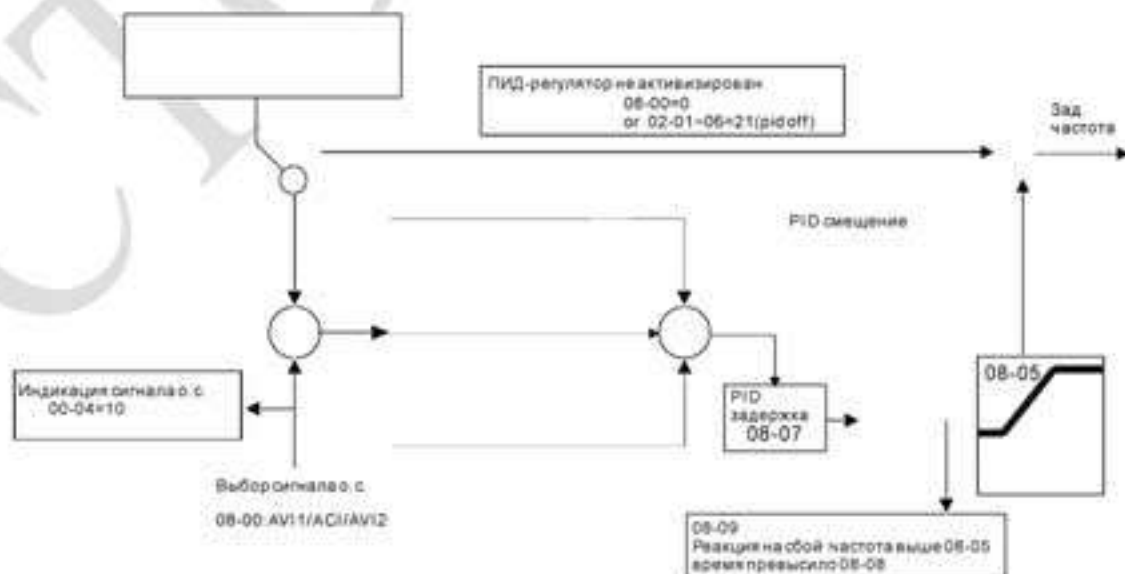 ПИД-регулятор не активизирован
08-00=0
or 02-01~06=21(pid off)
Зад.
частота
PID смещение
08-05
Индикация сигнала о. с.
00-04=10
PID
задержка
08-07
Выбор сигнала о. с.
08-00: AVI1/ACI/AVI2
08-09
Реакция на сбой частота выше 08-05
время превысило 08-08